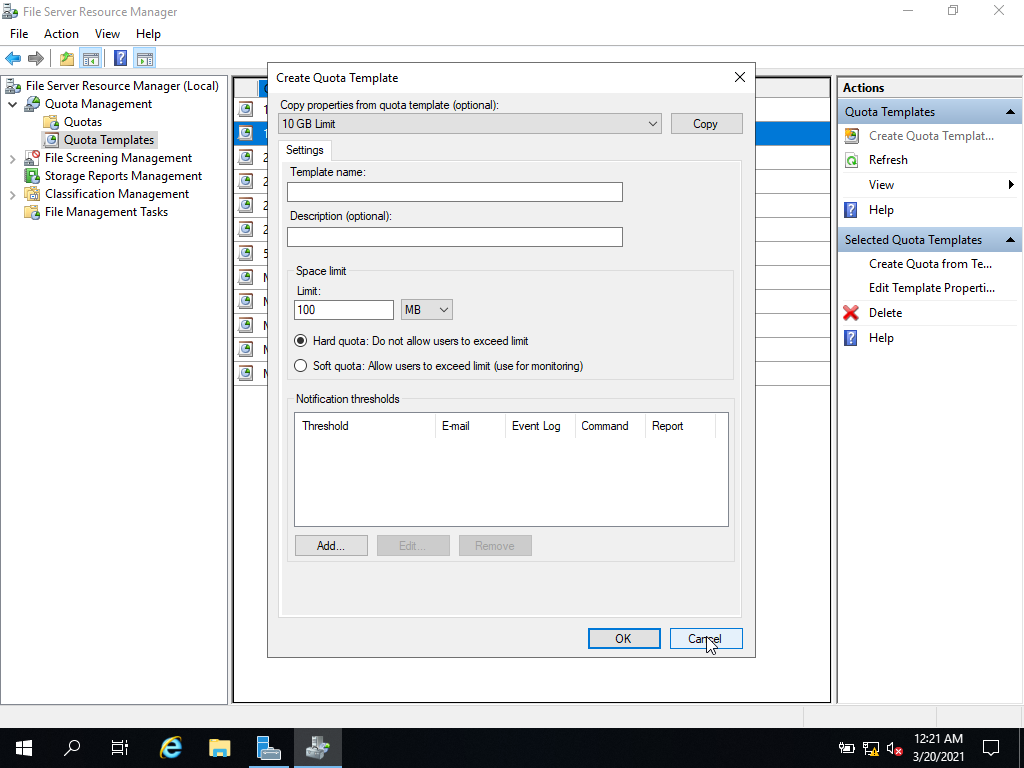 File Server Resource Manager
File Action View Help
File Server Resource Manager (Local)
Quota Management
Quotas
Quota Templates
File Screening Management
Storage Reports Management
Classification Management
File Management Tasks
Create Quota Template
Copy properties from quota template (optional):
10 GB Limit
Copy
Settings
Template name:
Description (optional):
Space limit
Limit:
100
MB
Hard quota: Do not allow users to exceed limit
Soft quota: Allow users to exceed limit (use for monitoring)
Notification thresholds
Threshold E-mail Event Log Command Report
Add... Edit... Remove
OK Cancel
Actions
Quota Templates
Create Quota Templat...
Refresh
View
Help
Selected Quota Templates
Create Quota from Te...
Edit Template Properti...
Delete
Help
12:21 AM
3/20/2021